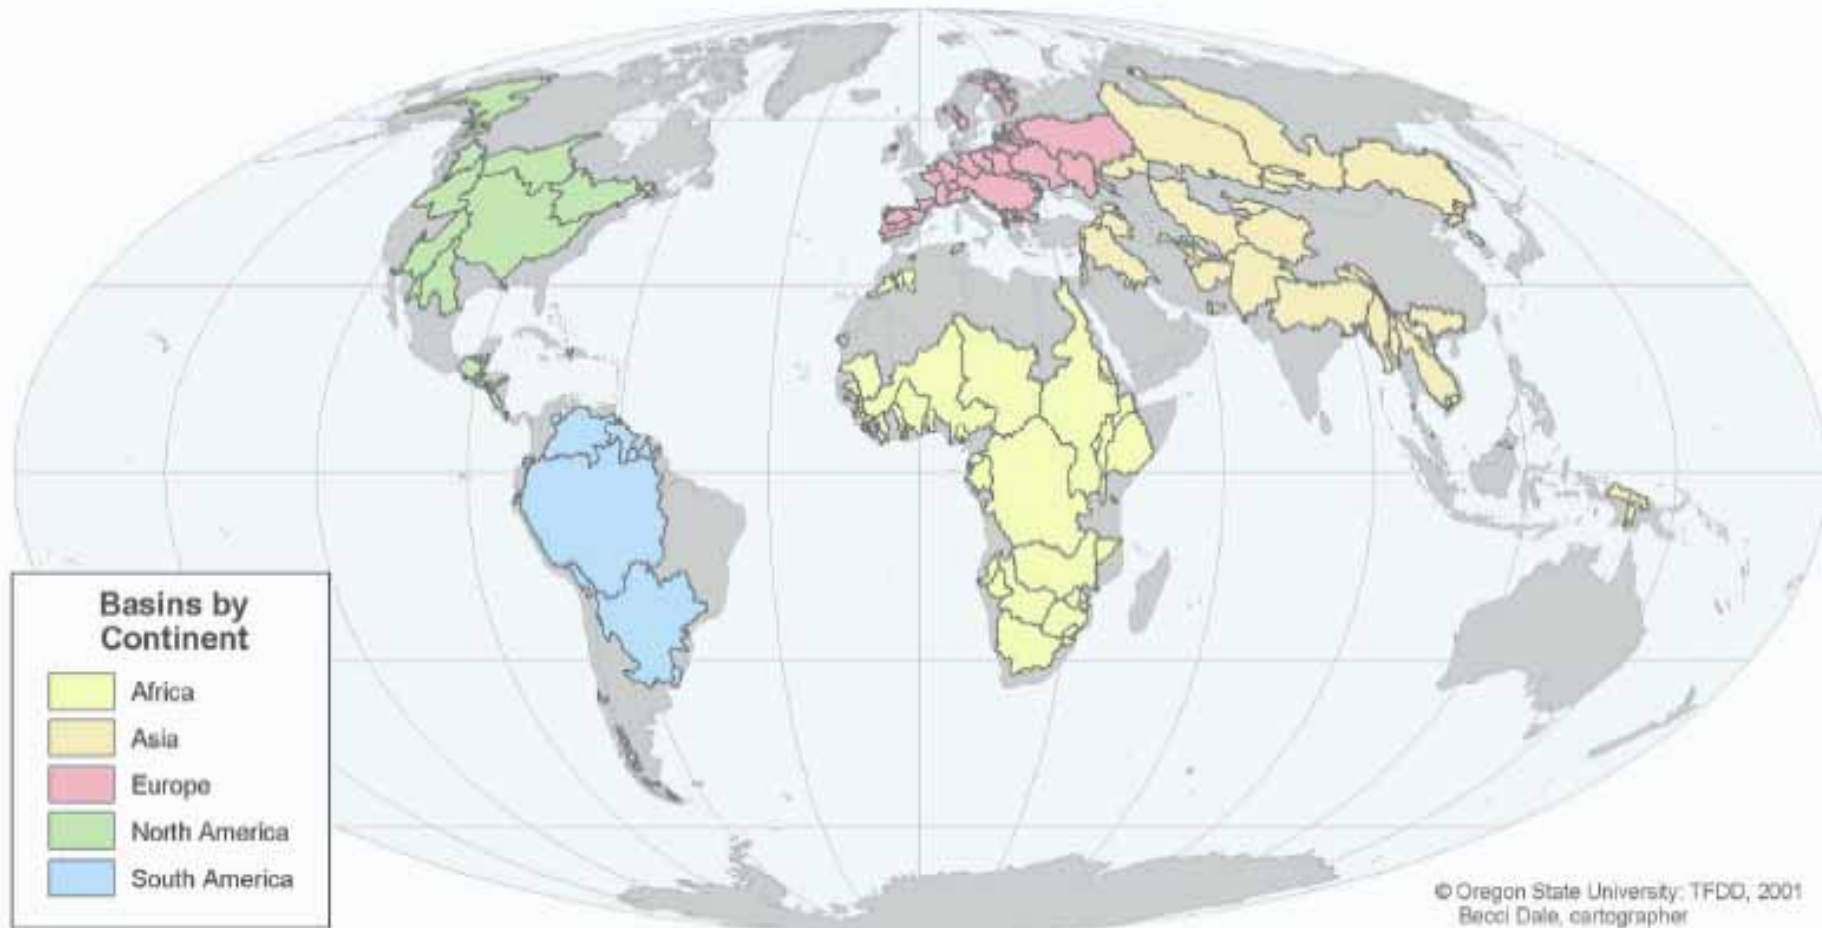 Basins by
Continent
Africa
Asia
Europe
North America
South America
© Oregon State University: TFDD, 2001
Becci Dale, cartographer